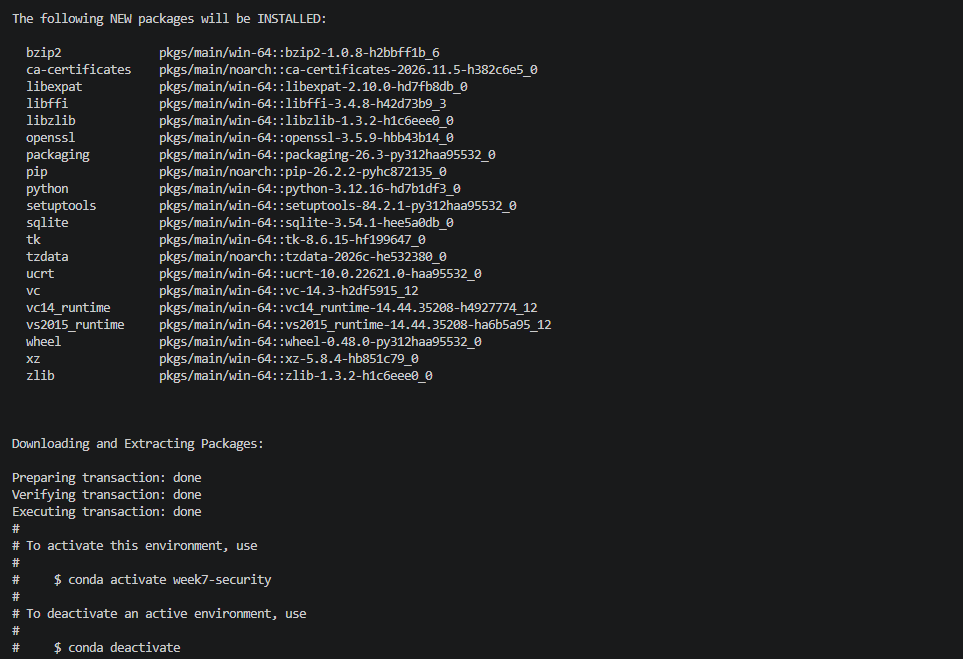 The following NEW packages will be INSTALLED:
bzip2 pkgs/main/win-64::bzip2-1.0.8-h2bbff1b_6
ca-certificates pkgs/main/noarch::ca-certificates-2026.11.5-h382c6e5_0
libexpat pkgs/main/win-64::libexpat-2.10.0-hd7fb8db_0
libffi pkgs/main/win-64::libffi-3.4.8-h42d73b9_3
libzlib pkgs/main/win-64::libzlib-1.3.2-h1c6eee0_0
openssl pkgs/main/win-64::openssl-3.5.9-hbb43b14_0
packaging pkgs/main/win-64::packaging-26.3-py312haa95532_0
pip pkgs/main/noarch::pip-26.2.2-pyhc872135_0
python pkgs/main/win-64::python-3.12.16-hd7b1df3_0
setuptools pkgs/main/win-64::setuptools-84.2.1-py312haa95532_0
sqlite pkgs/main/win-64::sqlite-3.54.1-hee5a0db_0
tk pkgs/main/win-64::tk-8.6.15-hf199647_0
tzdata pkgs/main/noarch::tzdata-2026c-he532380_0
ucrt pkgs/main/win-64::ucrt-10.0.22621.0-haa95532_0
vc pkgs/main/win-64::vc-14.3-h2df5915_12
vc14_runtime pkgs/main/win-64::vc14_runtime-14.44.35208-h4927774_12
vs2015_runtime pkgs/main/win-64::vs2015_runtime-14.44.35208-ha6b5a95_12
wheel pkgs/main/win-64::wheel-0.48.0-py312haa95532_0
xz pkgs/main/win-64::xz-5.8.4-hb851c79_0
zlib pkgs/main/win-64::zlib-1.3.2-h1c6eee0_0
Downloading and Extracting Packages:
Preparing transaction: done
Verifying transaction: done
Executing transaction: done
#
# To activate this environment, use
#
#     $ conda activate week7-security
#
# To deactivate an active environment, use
#
#     $ conda deactivate